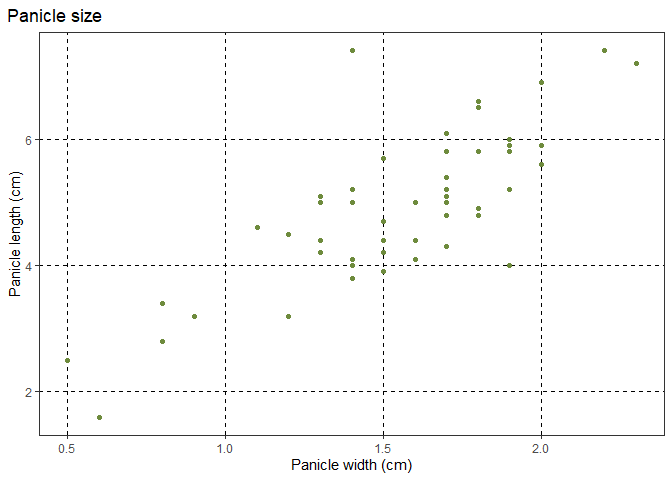 Panicle size
Panicle length (cm)
6
4
2
0.5 1.0 1.5 2.0
Panicle width (cm)